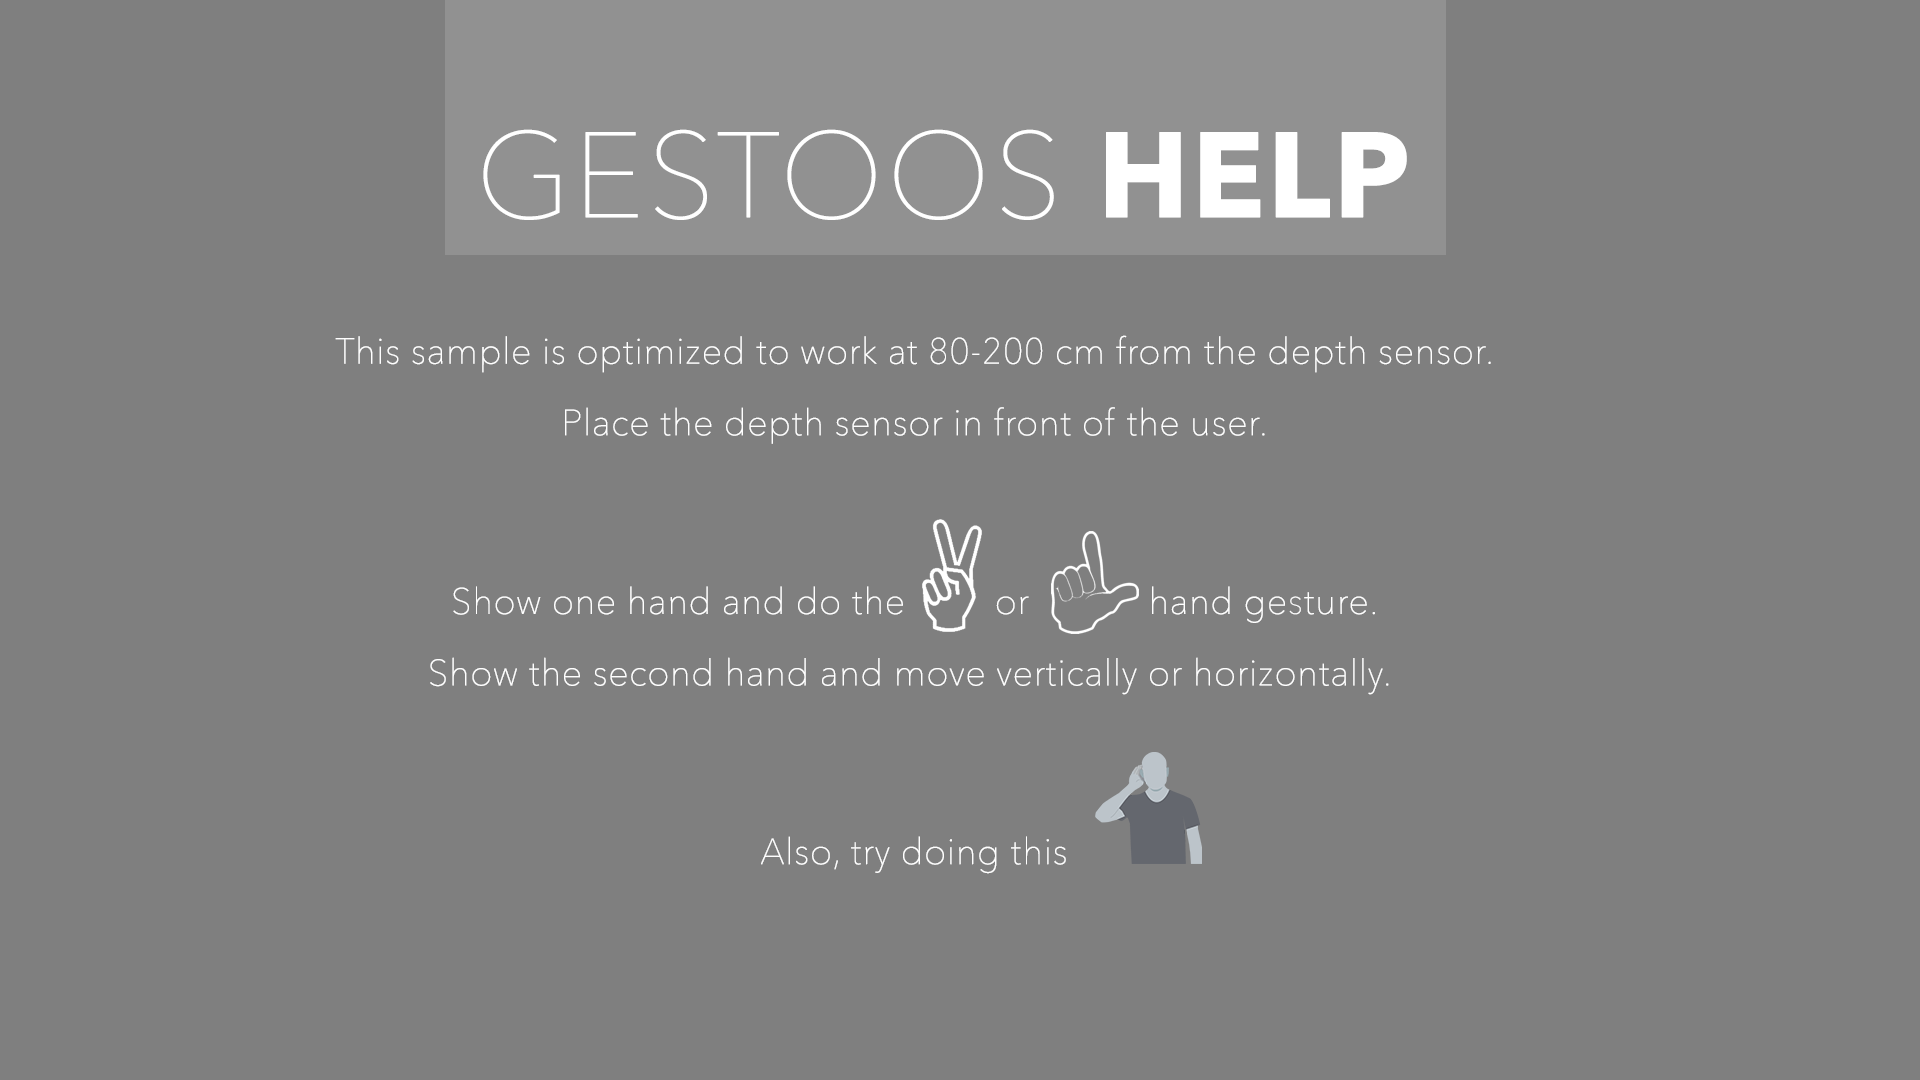 GESTOOS HELP
This sample is optimized to work at 80-200 cm from the depth sensor.
Place the depth sensor in front of the user.
Show one hand and do the or hand gesture.
Show the second hand and move vertically or horizontally.
Also, try doing this